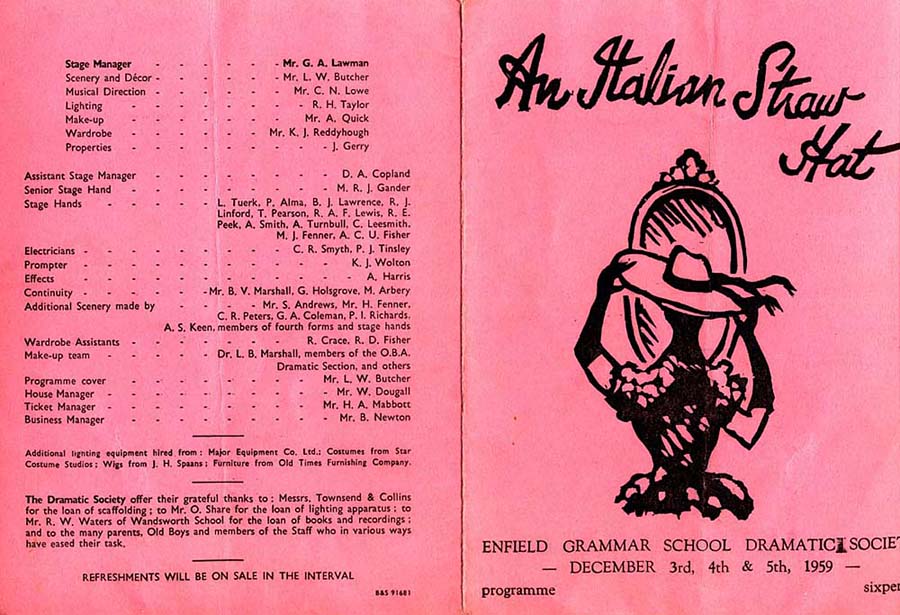 Stage Manager - - - - - - Mr. G. A. Lawman
Scenery and Décor - - - - - - Mr. L. W. Butcher
Musical Direction - - - - - Mr. C. N. Lowe
Lighting - - - - - - R. H. Taylor
Make-up - - - - - - Mr. A. Quick
Wardrobe - - - - - Mr. K. J. Reddyhough
Properties - - - - - - - J. Gerry
Assistant Stage Manager - - - - - - - D. A. Copland
Senior Stage Hand - - - - - - - M. R. J. Gander
Stage Hands - - - - L. Tuerk, P. Alma, B. J. Lawrence, R. J.
Linford, T. Pearson, R. A. F. Lewis, R. E.
Peek, A. Smith, A. Turnbull, C. Leesmith,
M. J. Fenner, A. C. U. Fisher
Electricians - - - - - - - C. R. Smyth, P. J. Tinsley
Prompter - - - - - - - - - K. J. Wolton
Effects - - - - - - - - - - A. Harris
Continuity - - - - - Mr. B. V. Marshall, G. Holsgrove, M. Arbery
Additional Scenery made by - - - Mr. S. Andrews, Mr. H. Fenner,
C. R. Peters, G. A. Coleman, P. I. Richards,
A. S. Keen, members of fourth forms and stage hands
Wardrobe Assistants - - - - - - R. Crace, R. D. Fisher
Make-up team - - - - Dr. L. B. Marshall, members of the O.B.A.
Dramatic Section, and others
Programme cover - - - - - - - Mr. L. W. Butcher
House Manager - - - - - - - - Mr. W. Dougall
Ticket Manager - - - - - - - Mr. H. A. Mabbott
Business Manager - - - - - - - Mr. B. Newton
Additional lighting equipment hired from : Major Equipment Co. Ltd.; Costumes from Star
Costume Studios ; Wigs from J. H. Spaans ; Furniture from Old Times Furnishing Company.
The Dramatic Society offer their grateful thanks to : Messrs. Townsend & Collins
for the loan of scaffolding ; to Mr. O. Share for the loan of lighting apparatus ; to
Mr. R. W. Waters of Wandsworth School for the loan of books and recordings ;
and to the many parents, Old Boys and members of the Staff who in various ways
have eased their task.
REFRESHMENTS WILL BE ON SALE IN THE INTERVAL
B&S 91681
An Italian Straw
Hat
ENFIELD GRAMMAR SCHOOL DRAMATIC SOCIET
— DECEMBER 3rd, 4th & 5th, 1959 —
programme sixpen